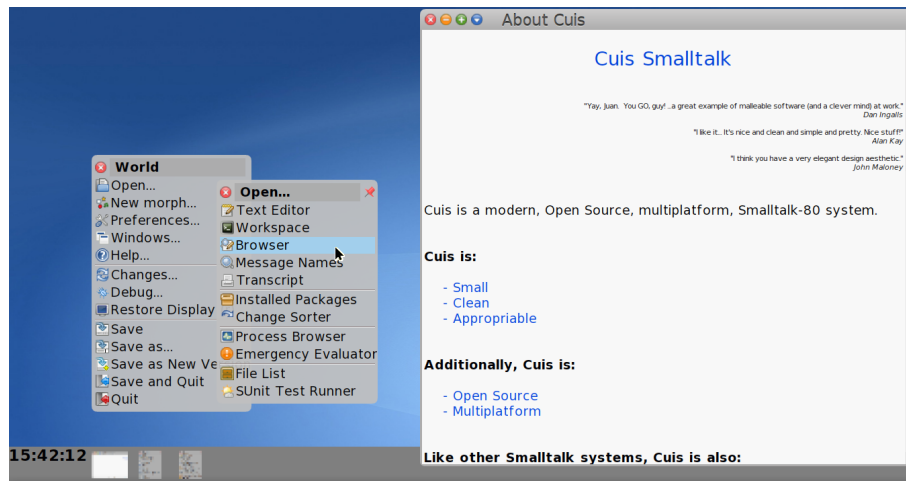 About Cuis
Cuis Smalltalk
"Yay, Juan. You GO, guy! ..a great example of malleable software (and a clever mind) at work."
Dan Ingalls
"I like it... It's nice and clean and simple and pretty. Nice stuff!"
Alan Kay
"I think you have a very elegant design aesthetic."
John Maloney
Cuis is a modern, Open Source, multiplatform, Smalltalk-80 system.
Cuis is:
- Small
- Clean
- Appropriable
Additionally, Cuis is:
- Open Source
- Multiplatform
Like other Smalltalk systems, Cuis is also:
World
Open...
New morph...
Preferences...
Windows...
Help...
Changes...
Debug...
Restore Display
Save
Save as...
Save as New Ve
Save and Quit
Quit
Open...
Text Editor
Workspace
Browser
Message Names
Transcript
Installed Packages
Change Sorter
Process Browser
Emergency Evaluator
File List
SUnit Test Runner
15:42:12